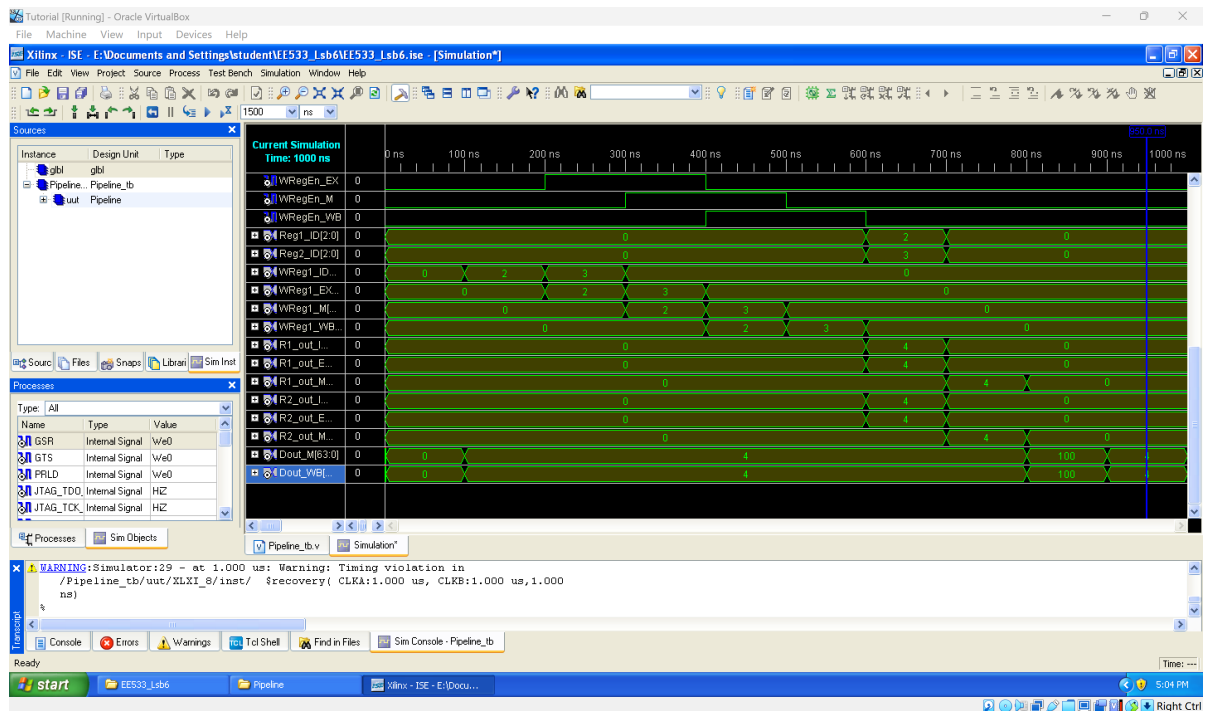 Tutorial [Running] - Oracle VirtualBox
File Machine View Input Devices Help
Xilinx - ISE - E:\Documents and Settings\student\EE533_Lsb6\EE533_Lsb6.ise - [Simulation*]
File Edit View Project Source Process Test Bench Simulation Window Help
1500 ns
Sources
Instance Design Unit Type
glbl glbl
Pipeline... Pipeline_tb
uut Pipeline
Sourc Files Snaps Librari Sim Inst
Processes
Type: All
Name Type Value
GSR Internal Signal We0
GTS Internal Signal We0
PRLD Internal Signal We0
JTAG_TDO_ Internal Signal HiZ
JTAG_TCK_ Internal Signal HiZ
Processes Sim Objects
Current Simulation
Time: 1000 ns
950.0 ns
0 ns 100 ns 200 ns 300 ns 400 ns 500 ns 600 ns 700 ns 800 ns 900 ns 1000 ns
WRegEn_EX 0
WRegEn_M 0
WRegEn_WB 0
Reg1_ID[2:0] 0 0 2 0
Reg2_ID[2:0] 0 0 3 0
WReg1_ID... 0 0 2 3 0
WReg1_EX... 0 0 2 3 0
WReg1_M[... 0 0 2 3 0
WReg1_WB... 0 0 2 3 0
R1_out_I... 0 0 4 0
R1_out_E... 0 0 4 0
R1_out_M... 0 0 4 0
R2_out_I... 0 0 4 0
R2_out_E... 0 0 4 0
R2_out_M... 0 0 4 0
Dout_M[63:0] 0 0 4 100 4
Dout_WB[... 0 0 4 100 4
Pipeline_tb.v Simulation*
Transcript
WARNING:Simulator:29 - at 1.000 us: Warning: Timing violation in
/Pipeline_tb/uut/XLXI_8/inst/ $recovery( CLKA:1.000 us, CLKB:1.000 us,1.000
ns)
%
Console Errors Warnings Tcl Shell Find in Files Sim Console - Pipeline_tb
Ready
Time: ---
start EE533_Lsb6 Pipeline Xilinx - ISE - E:\Docu... 5:04 PM
Right Ctrl